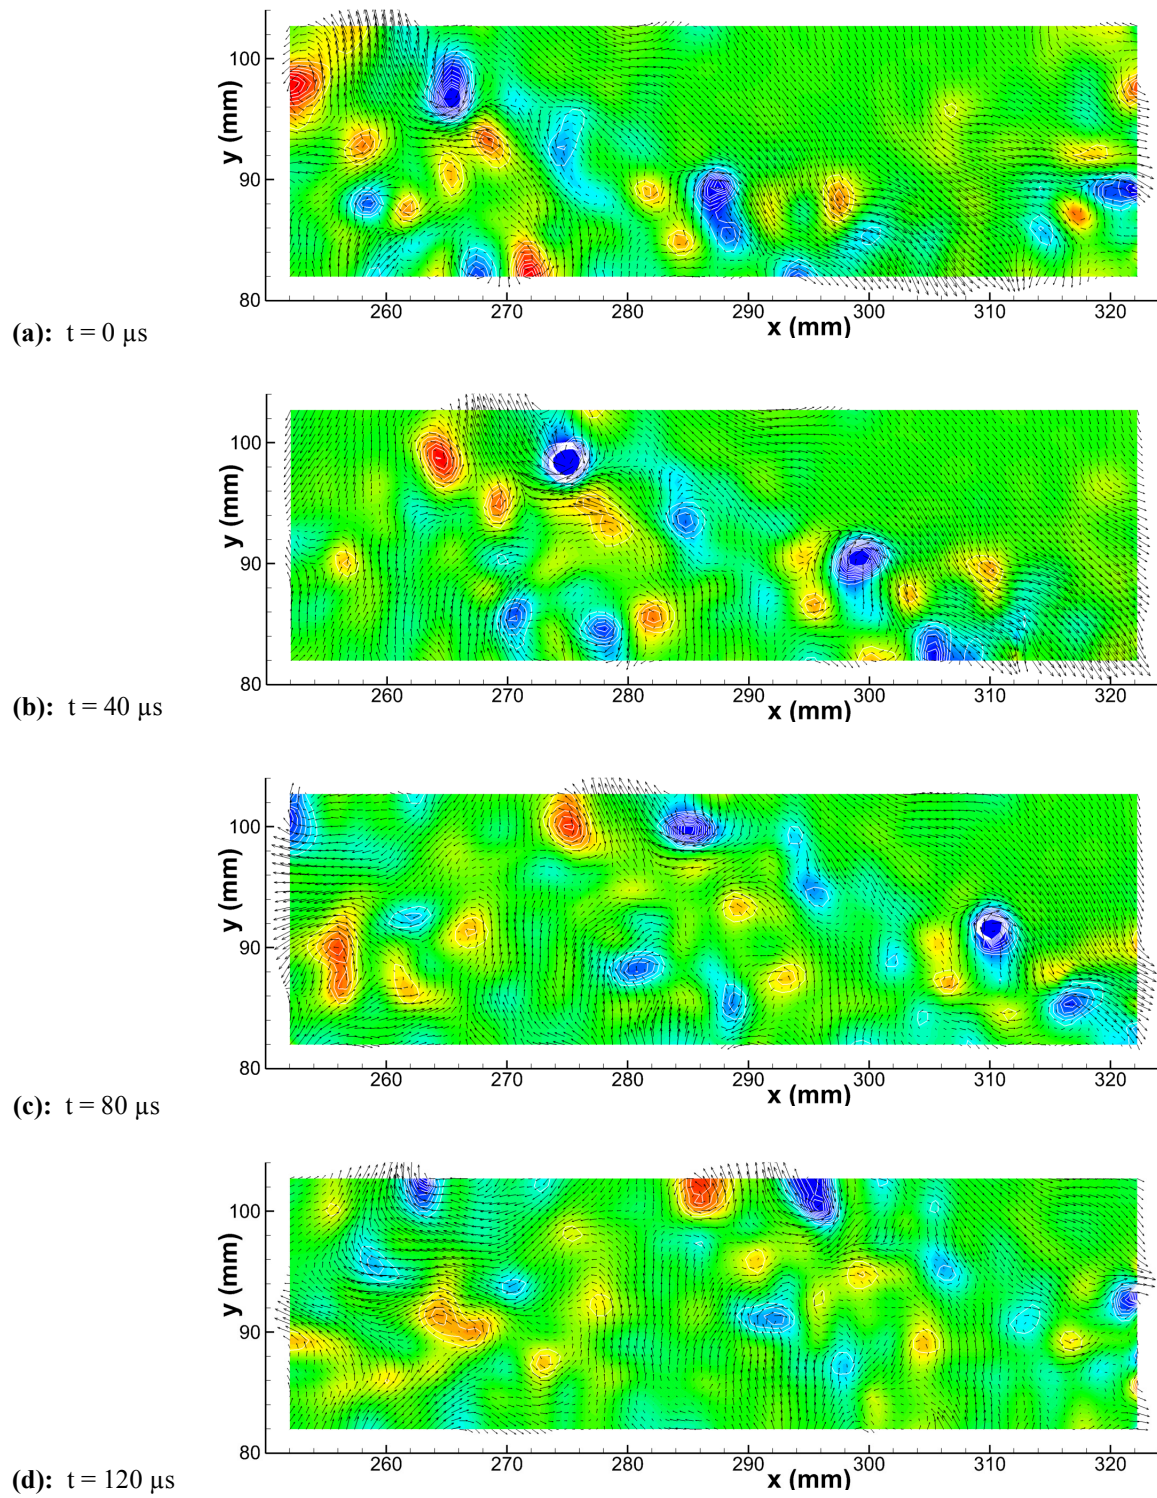 100
90
80
y (mm)
260 270 280 290 300 310 320
x (mm)
(a): t = 0 µs
100
90
80
y (mm)
260 270 280 290 300 310 320
x (mm)
(b): t = 40 µs
100
90
80
y (mm)
260 270 280 290 300 310 320
x (mm)
(c): t = 80 µs
100
90
80
y (mm)
260 270 280 290 300 310 320
x (mm)
(d): t = 120 µs